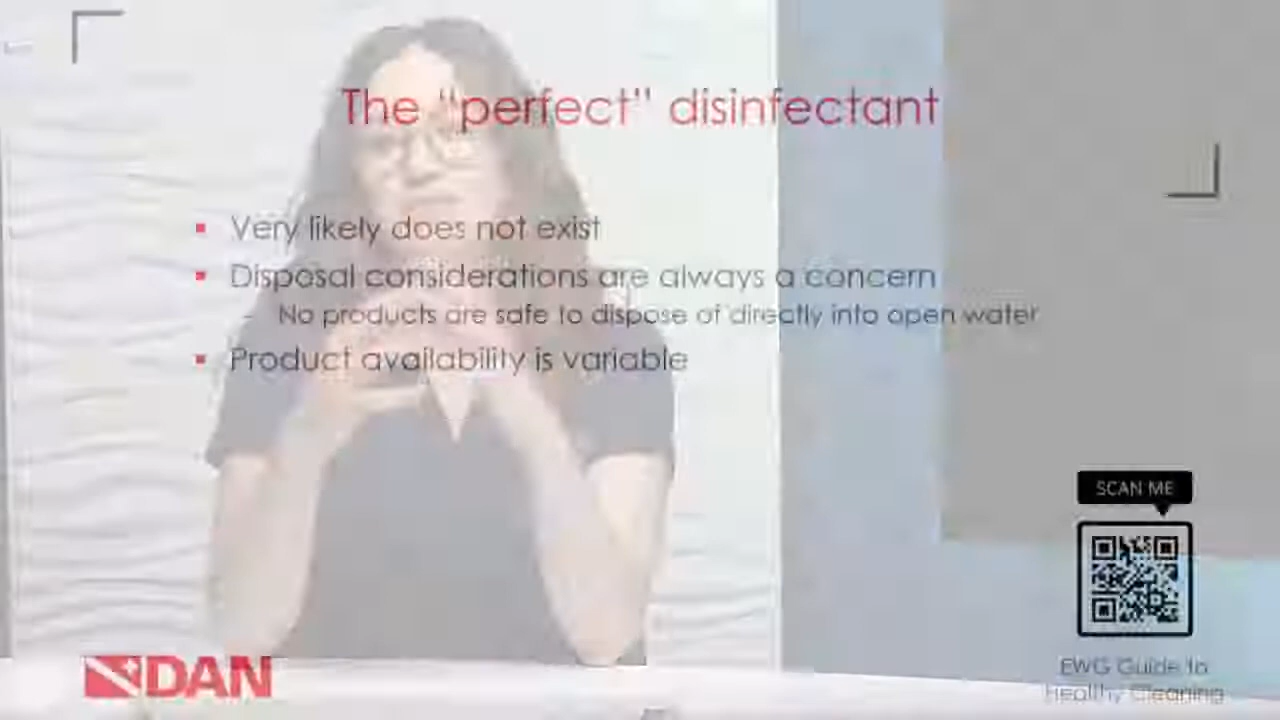 The "perfect" disinfectant
Very likely does not exist
Disposal considerations are always a concern
No products are safe to dispose of directly into open water
Product availability is variable
SCAN ME
DAN
EWG Guide to
Healthy Cleaning